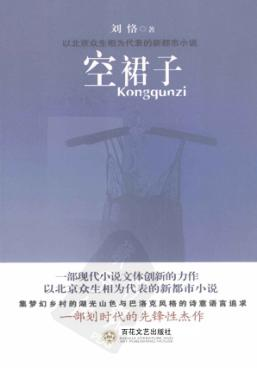 刘恪 著
以北京众生相为代表的新都市小说
空裙子
Kongqunzi
一部现代小说文体创新的力作
以北京众生相为代表的新都市小说
集梦幻乡村的湖光山色与巴洛克风格的诗意语言追求
一部划时代的先锋性焦作
百花文艺出版社